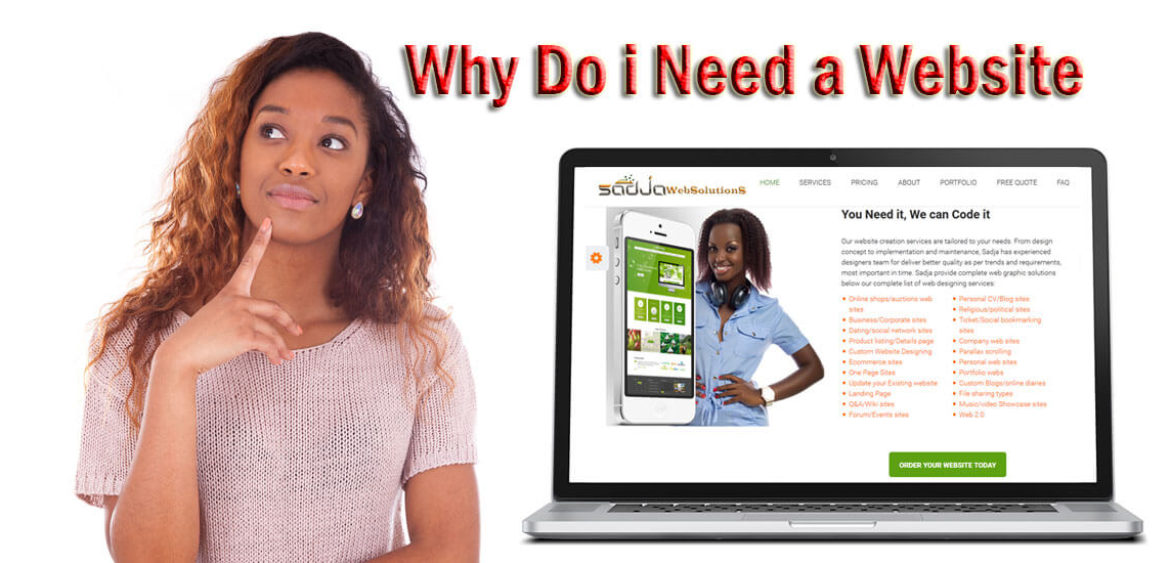 Why Do i Need a Website
sadja WebSolutionS
HOME SERVICES PRICING ABOUT PORTFOLIO FREE QUOTE FAQ
You Need it, We can Code it
Our website creation services are tailored to your needs. From design
concept to implementation and maintenance, Sadja has experienced
designers team for deliver better quality as per trends and requirements,
most important in time. Sadja provide complete web graphic solutions
below our complete list of web designing services:
Online shops/auctions web
sites
Business/Corporate sites
Dating/social network sites
Product listing/Details page
Custom Website Designing
Ecommerce sites
One Page Sites
Update your Existing website
Landing Page
Q&A/Wiki sites
Forum/Events sites
Personal CV/Blog sites
Religious/political sites
Ticket/Social bookmarking
sites
Company web sites
Parallax scrolling
Personal web sites
Portfolio webs
Custom Blogs/online diaries
File sharing types
Music/video Showcase sites
Web 2.0
ORDER YOUR WEBSITE TODAY